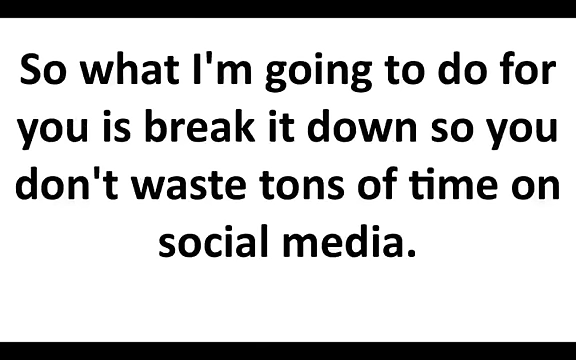 So what I'm going to do for
you is break it down so you
don't waste tons of time on
social media.